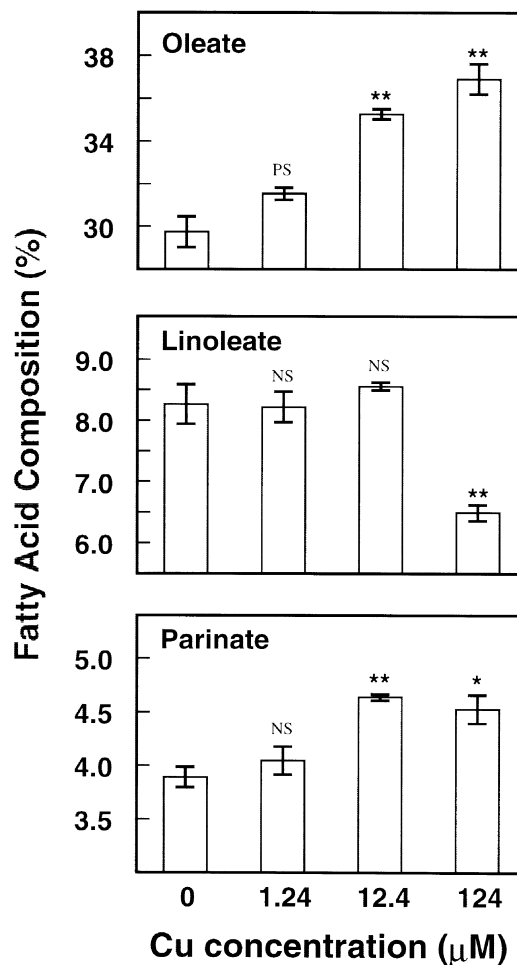 Fatty Acid Composition (%)
Oleate
38
34
30
PS
**
**
Linoleate
9.0
8.0
7.0
6.0
NS
NS
**
Parinate
5.0
4.5
4.0
3.5
NS
**
*
0 1.24 12.4 124
Cu concentration (μM)